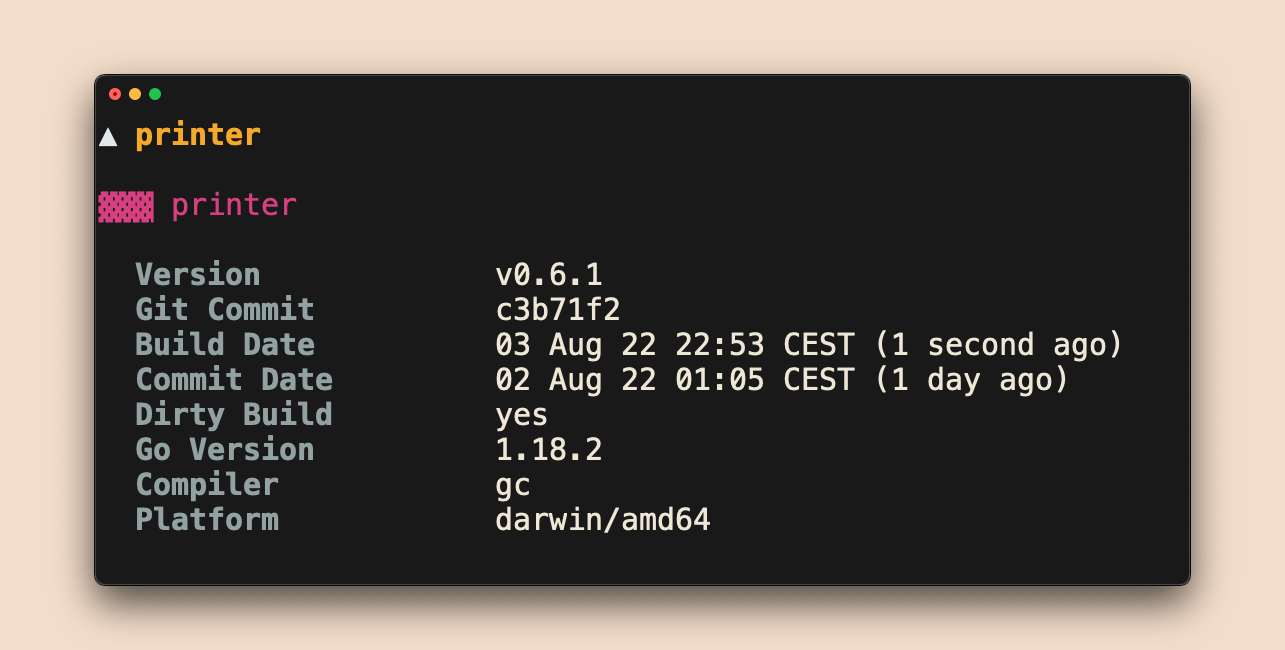 ▲ printer
▓▓▓ printer
Version v0.6.1
Git Commit c3b71f2
Build Date 03 Aug 22 22:53 CEST (1 second ago)
Commit Date 02 Aug 22 01:05 CEST (1 day ago)
Dirty Build yes
Go Version 1.18.2
Compiler gc
Platform darwin/amd64